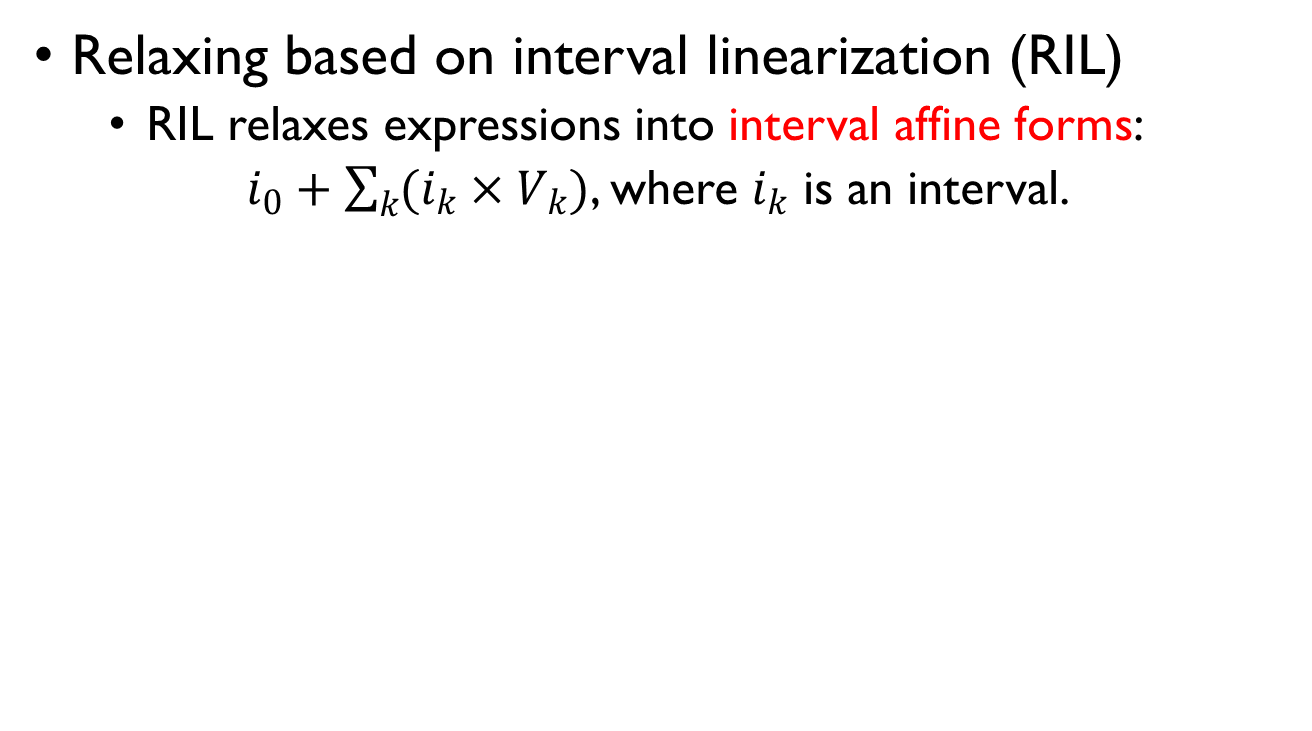 • Relaxing based on interval linearization (RIL)
• RIL relaxes expressions into interval affine forms:
𝑖₀ + ∑ₖ(𝑖ₖ × 𝑉ₖ), where 𝑖ₖ is an interval.